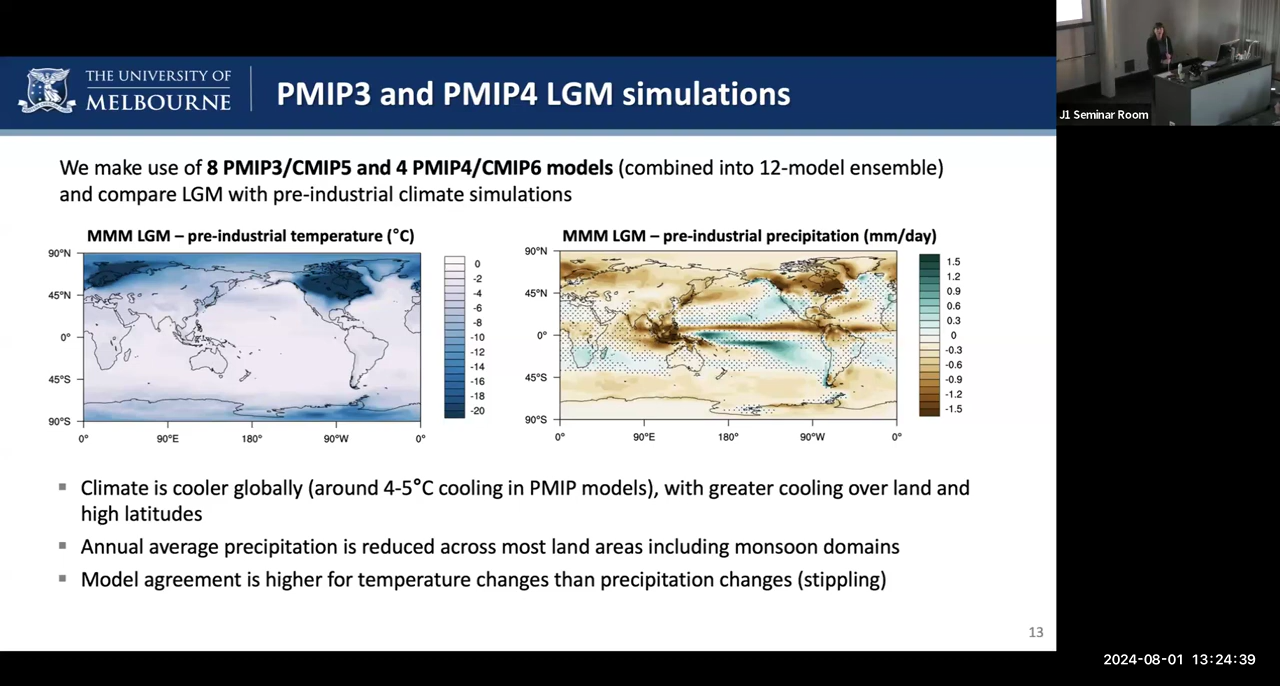 THE UNIVERSITY OF
MELBOURNE
PMIP3 and PMIP4 LGM simulations
J1 Seminar Room
We make use of 8 PMIP3/CMIP5 and 4 PMIP4/CMIP6 models (combined into 12-model ensemble)
and compare LGM with pre-industrial climate simulations
MMM LGM – pre-industrial temperature (°C)
90°N
45°N
0°
45°S
90°S
0°
90°E
180°
90°W
0°
0
-2
-4
-6
-8
-10
-12
-14
-16
-18
-20
MMM LGM – pre-industrial precipitation (mm/day)
90°N
45°N
0°
45°S
90°S
0°
90°E
180°
90°W
0°
1.5
1.2
0.9
0.6
0.3
0
-0.3
-0.6
-0.9
-1.2
-1.5
▪ Climate is cooler globally (around 4-5°C cooling in PMIP models), with greater cooling over land and
high latitudes
▪ Annual average precipitation is reduced across most land areas including monsoon domains
▪ Model agreement is higher for temperature changes than precipitation changes (stippling)
13
2024-08-01 13:24:39